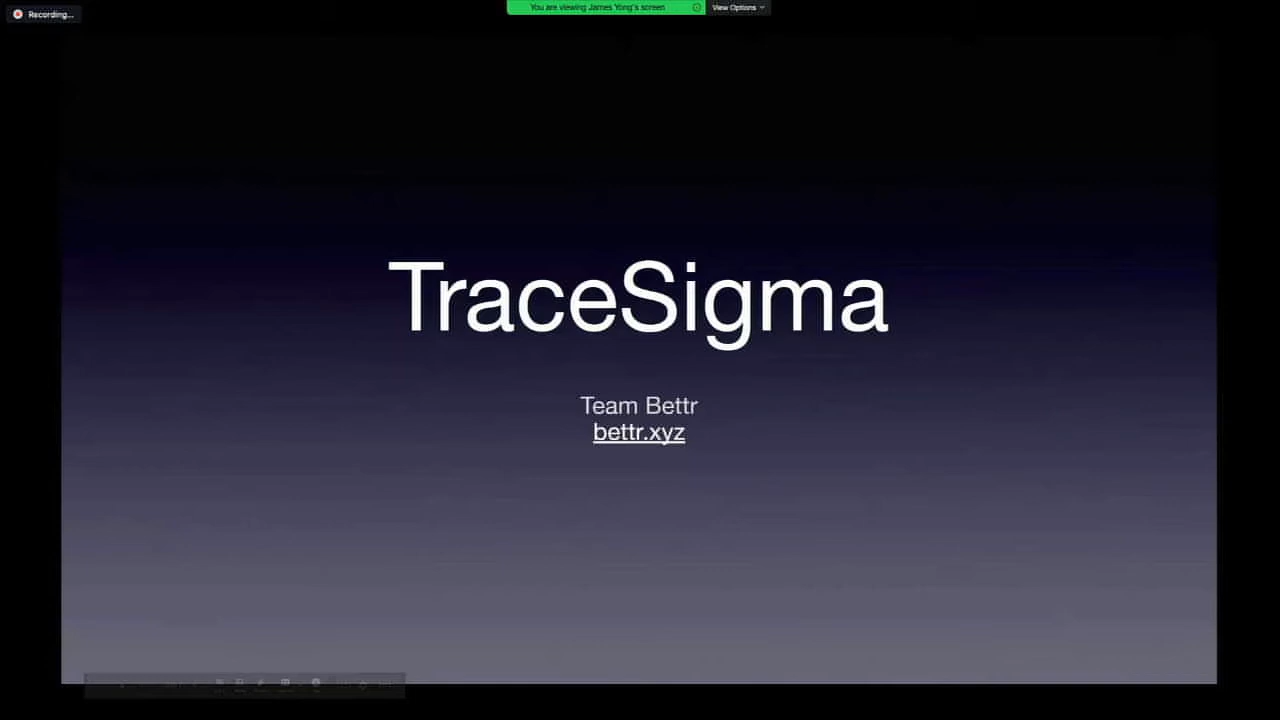 Recording...
You are viewing James Yong's screen
View Options
TraceSigma
Team Bettr
bettr.xyz